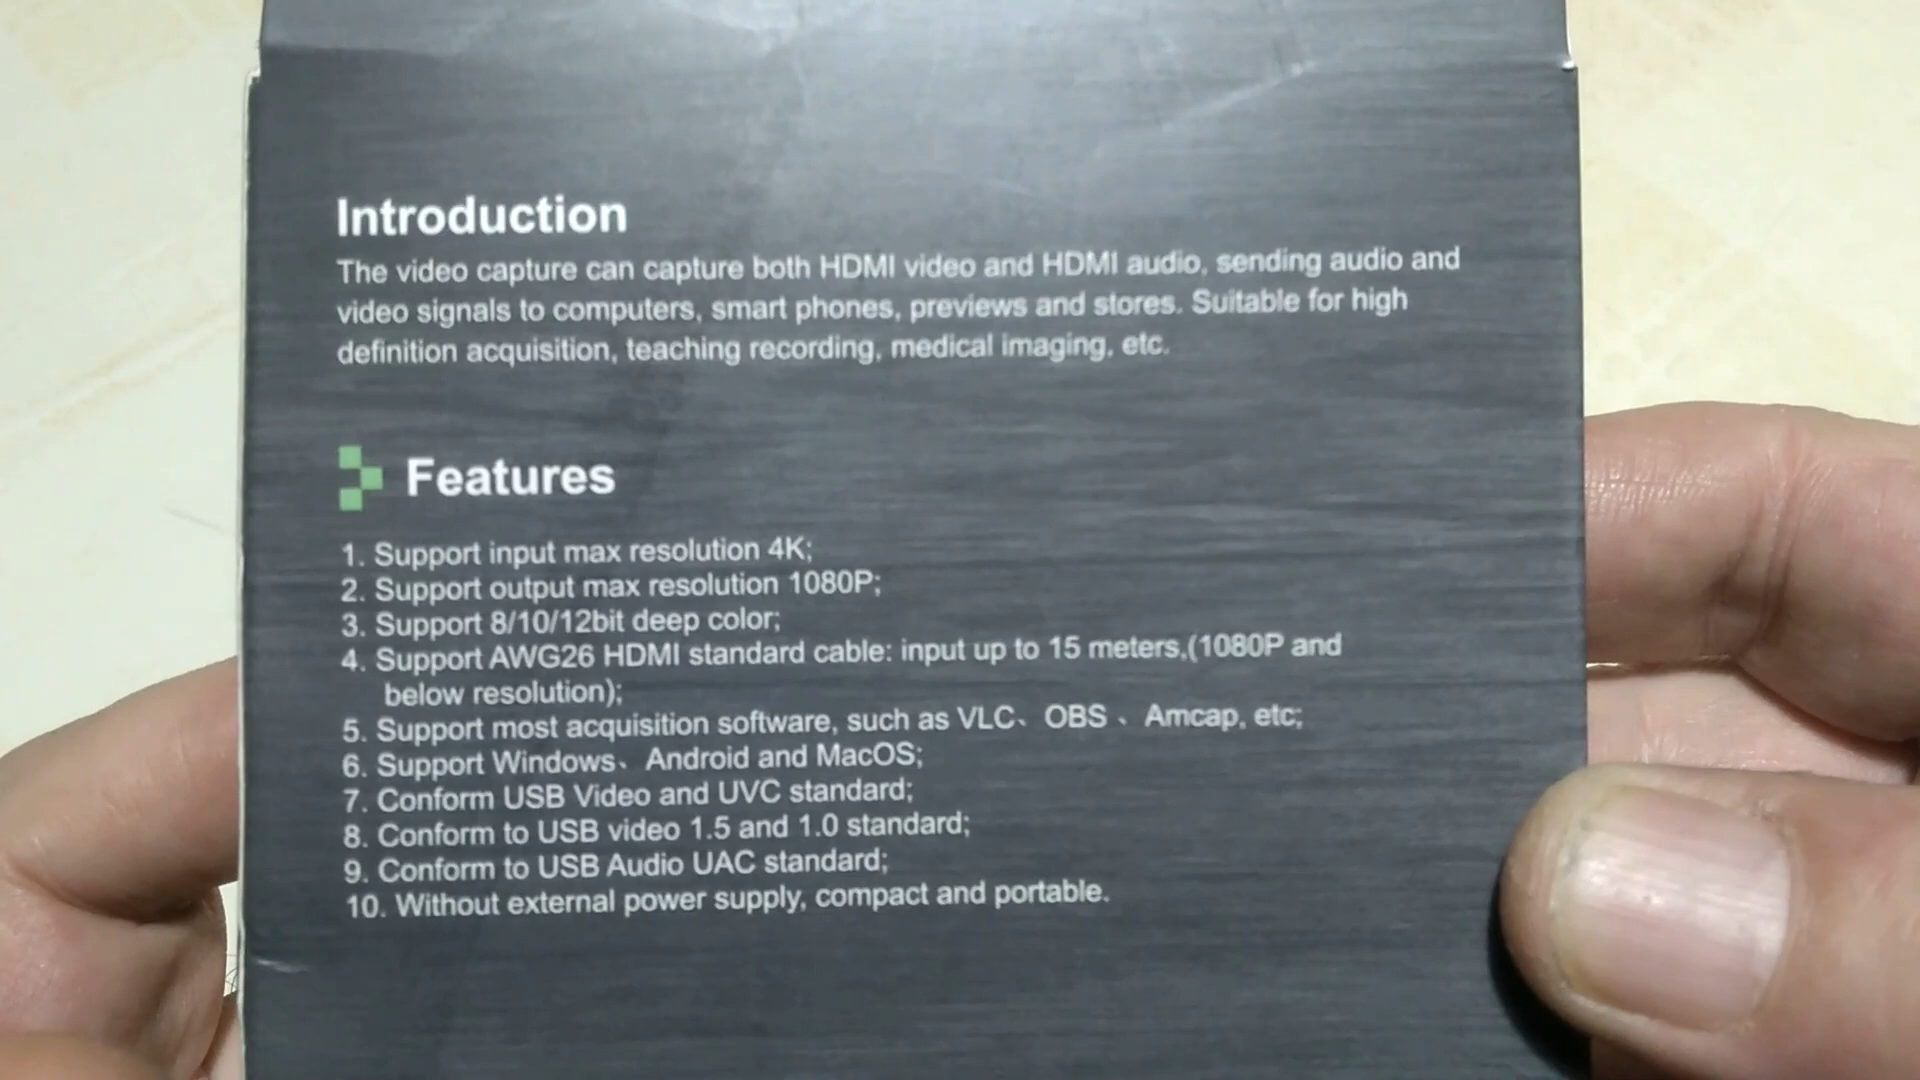 Introduction
The video capture can capture both HDMI video and HDMI audio, sending audio and
video signals to computers, smart phones, previews and stores. Suitable for high
definition acquisition, teaching recording, medical imaging, etc.
Features
1. Support input max resolution 4K;
2. Support output max resolution 1080P;
3. Support 8/10/12bit deep color;
4. Support AWG26 HDMI standard cable: input up to 15 meters,(1080P and
below resolution);
5. Support most acquisition software, such as VLC、OBS 、Amcap, etc;
6. Support Windows、Android and MacOS;
7. Conform USB Video and UVC standard;
8. Conform to USB video 1.5 and 1.0 standard;
9. Conform to USB Audio UAC standard;
10. Without external power supply, compact and portable.